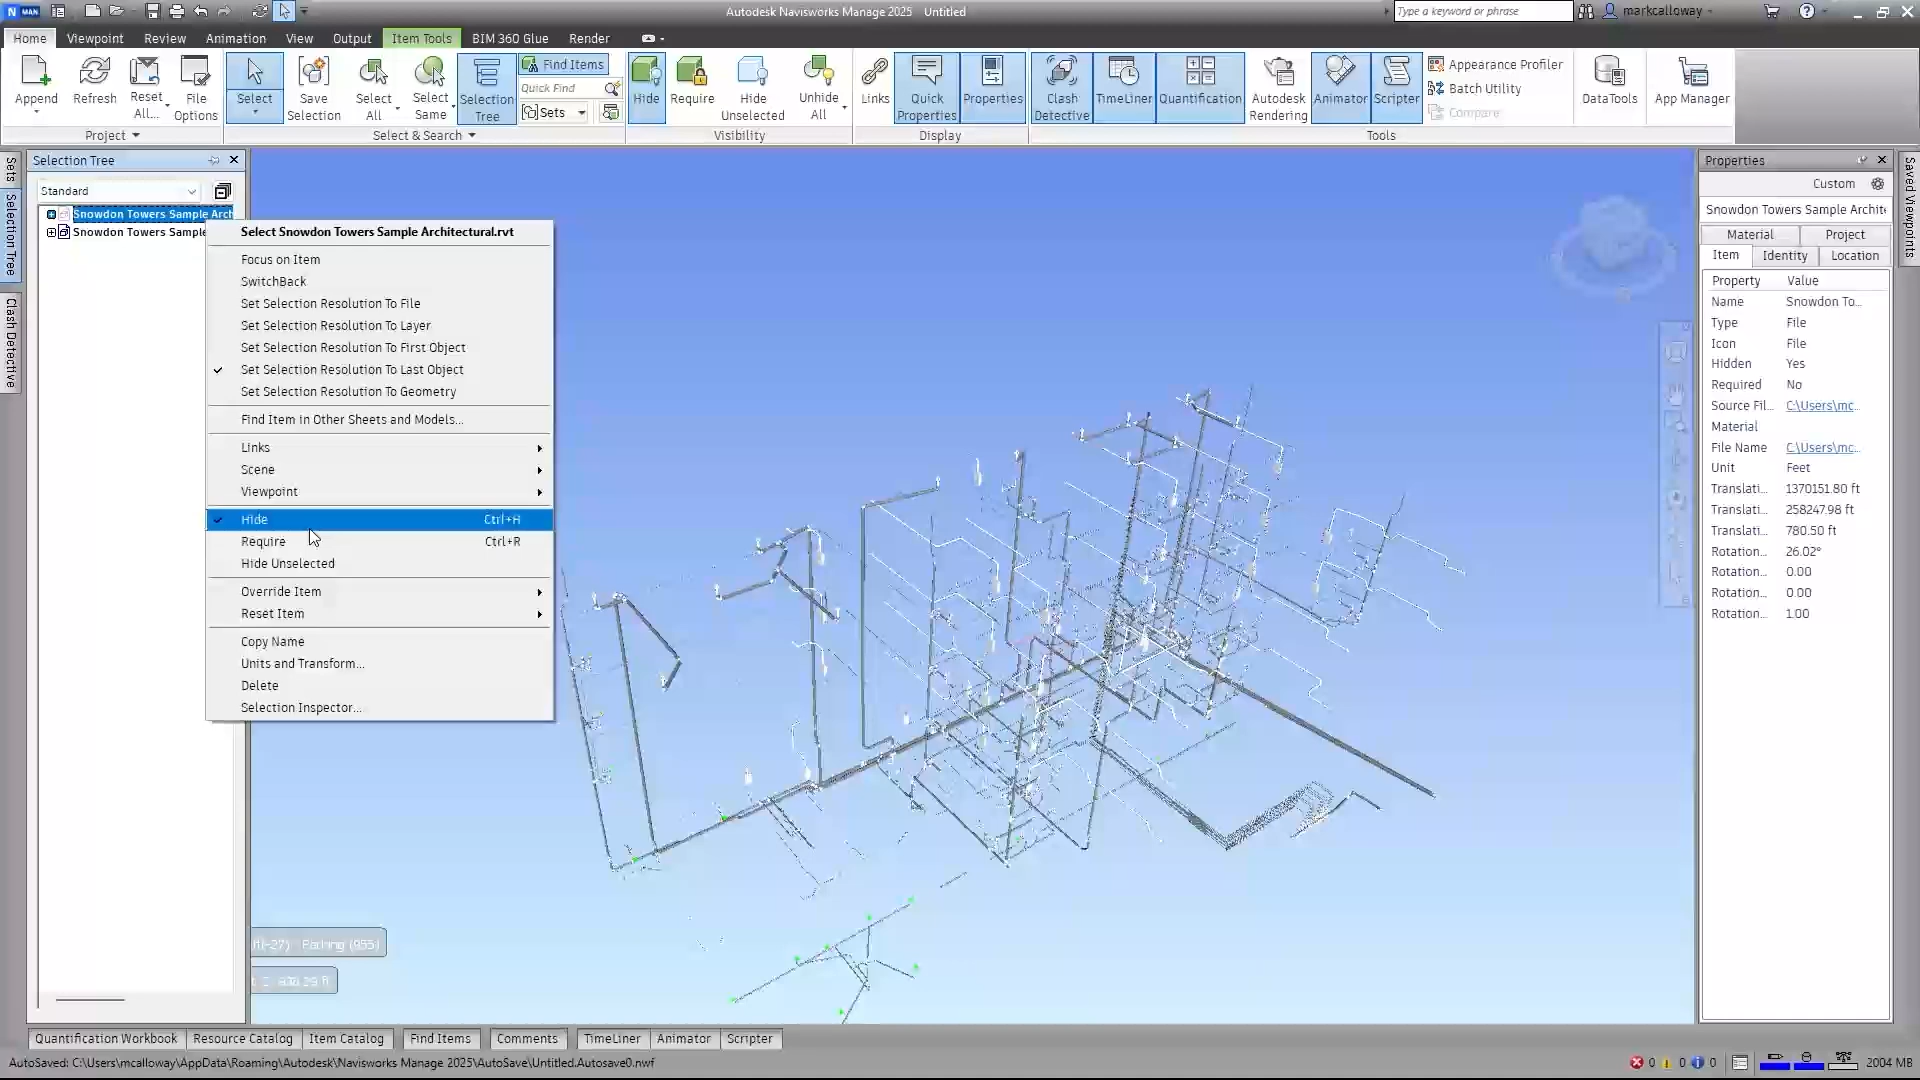 N MAN
Autodesk Navisworks Manage 2025 Untitled
Type a keyword or phrase
markcalloway
Home Viewpoint Review Animation View Output Item Tools BIM 360 Glue Render
Append
Refresh
Reset All...
File Options
Project
Select
Save Selection
Select All
Select Same
Selection Tree
Find Items
Quick Find
Sets
Select & Search
Hide
Require
Hide Unselected
Unhide All
Visibility
Links
Quick Properties
Properties
Display
Clash Detective
TimeLiner
Quantification
Autodesk Rendering
Animator
Scripter
Appearance Profiler
Batch Utility
Compare
Tools
DataTools
App Manager
Sets
Selection Tree
Clash Detective
Selection Tree
Standard
Snowdon Towers Sample Arch
Snowdon Towers Sample
Select Snowdon Towers Sample Architectural.rvt
Focus on Item
SwitchBack
Set Selection Resolution To File
Set Selection Resolution To Layer
Set Selection Resolution To First Object
Set Selection Resolution To Last Object
Set Selection Resolution To Geometry
Find Item in Other Sheets and Models...
Links
Scene
Viewpoint
Hide Ctrl+H
Require Ctrl+R
Hide Unselected
Override Item
Reset Item
Copy Name
Units and Transform...
Delete
Selection Inspector...
Properties
Custom
Snowdon Towers Sample Archit
Material Project
Item Identity Location
Property Value
Name Snowdon To...
Type File
Icon File
Hidden Yes
Required No
Source Fil... C:\Users\mc...
Material
File Name C:\Users\mc...
Unit Feet
Translati... 1370151.80 ft
Translati... 258247.98 ft
Translati... 780.50 ft
Rotation... 26.02°
Rotation... 0.00
Rotation... 0.00
Rotation... 1.00
Saved Viewpoints
Quantification Workbook Resource Catalog Item Catalog Find Items Comments TimeLiner Animator Scripter
AutoSaved: C:\Users\mcalloway\AppData\Roaming\Autodesk\Navisworks Manage 2025\AutoSave\Untitled.Autosave0.nwf
0 0 0 2004 MB